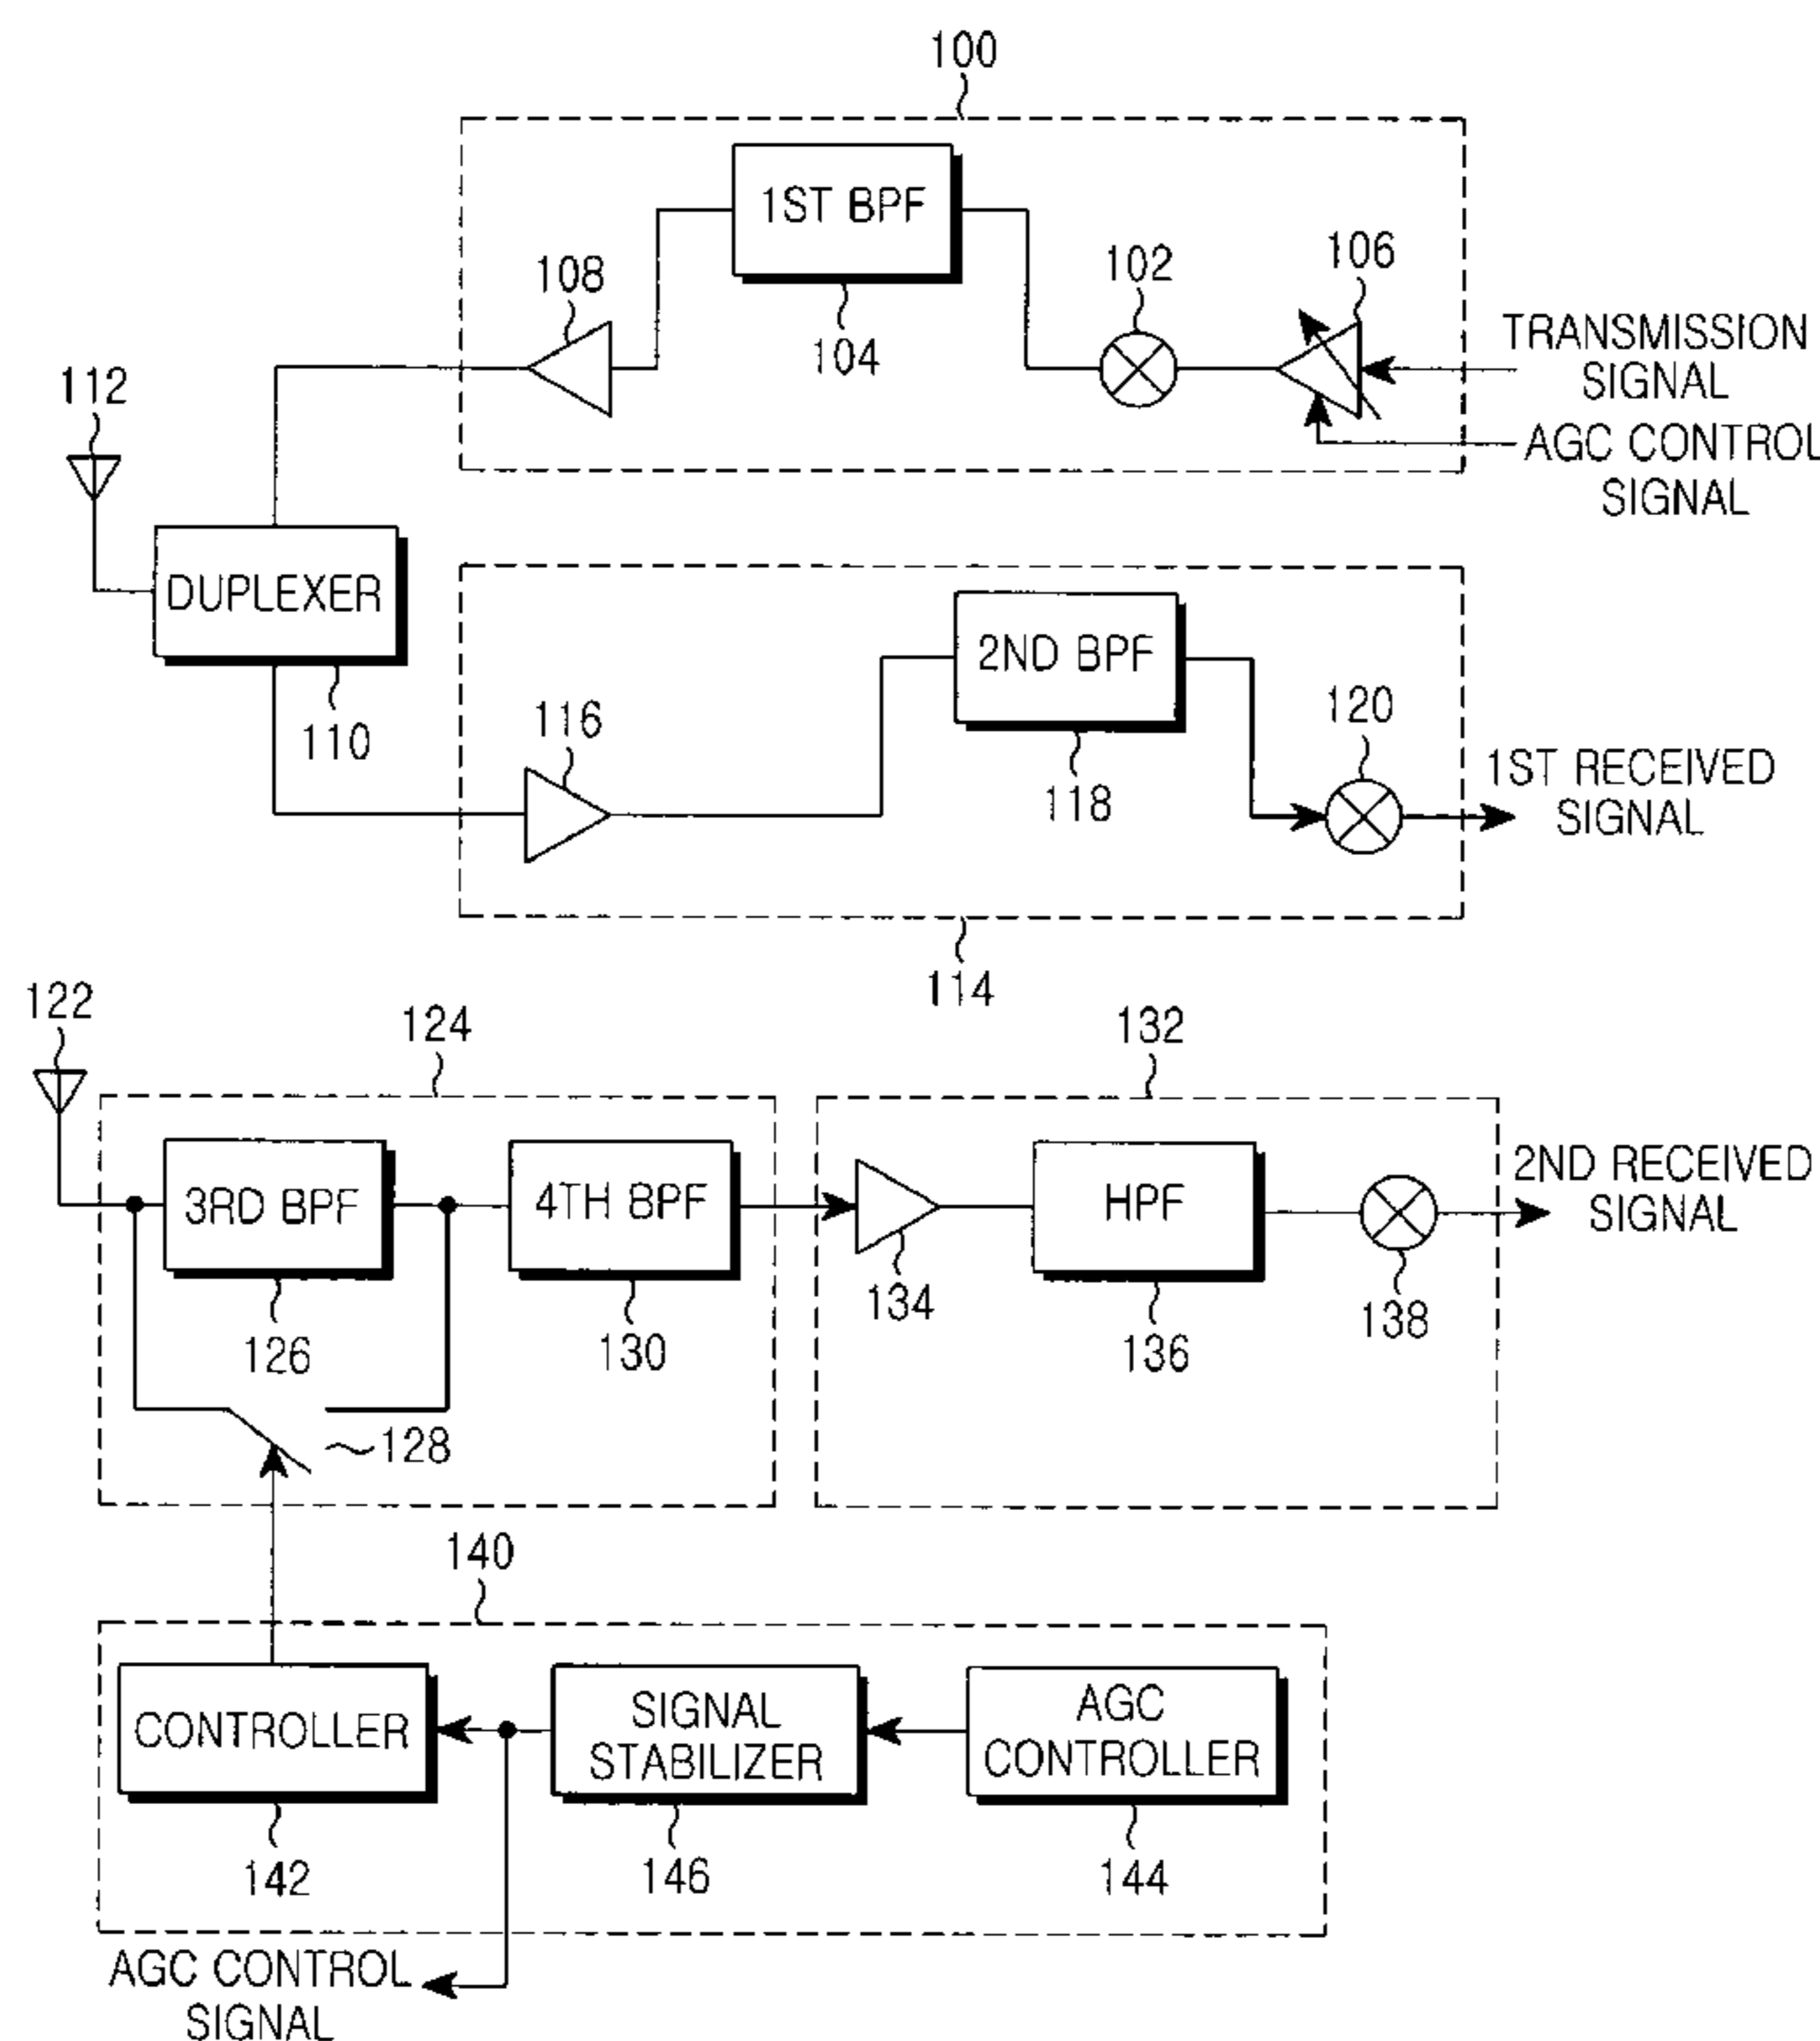 100
1ST BPF
104
108
102
106
TRANSMISSION
SIGNAL
AGC CONTROL
SIGNAL
112
DUPLEXER
110
116
2ND BPF
118
120
1ST RECEIVED
SIGNAL
114
122
124
3RD BPF
126
4TH BPF
130
128
132
134
HPF
136
138
2ND RECEIVED
SIGNAL
140
CONTROLLER
142
SIGNAL
STABILIZER
146
AGC
CONTROLLER
144
AGC CONTROL
SIGNAL